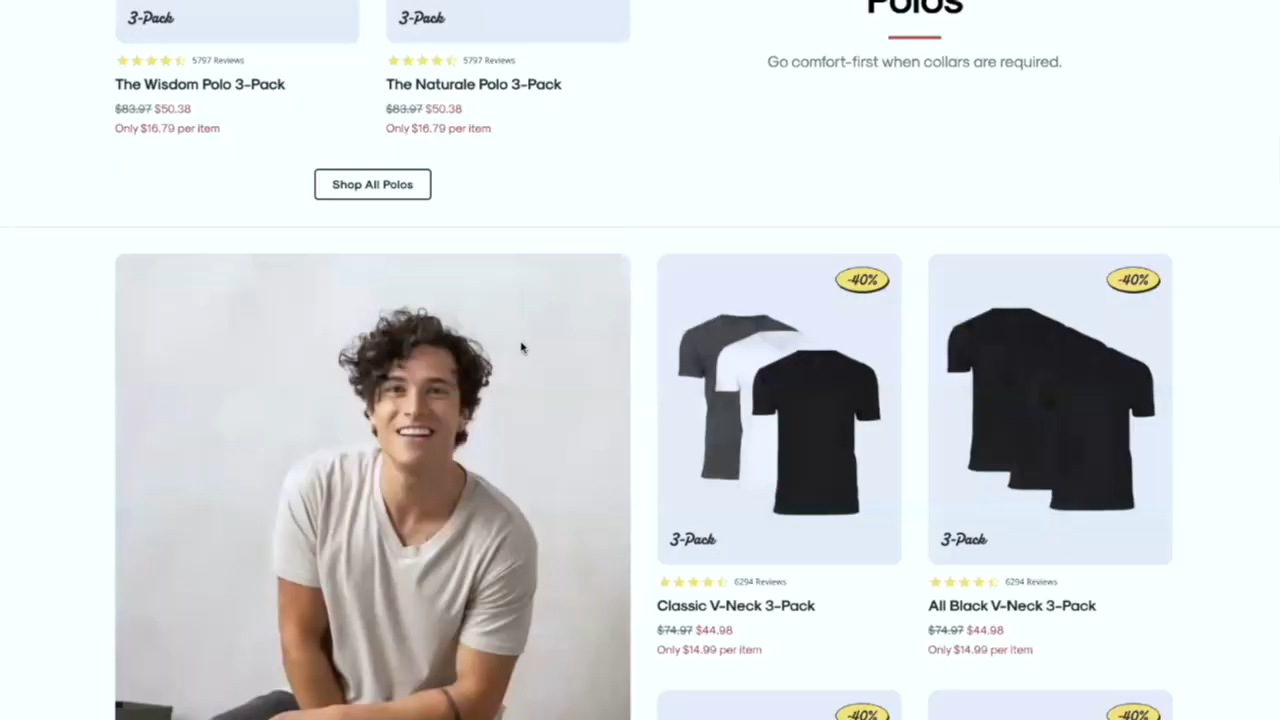 3-Pack
3-Pack
5797 Reviews
5797 Reviews
The Wisdom Polo 3-Pack
The Naturale Polo 3-Pack
$83.97 $50.38
$83.97 $50.38
Only $16.79 per item
Only $16.79 per item
Shop All Polos
Polos
Go comfort-first when collars are required.
-40%
-40%
3-Pack
3-Pack
6294 Reviews
6294 Reviews
Classic V-Neck 3-Pack
All Black V-Neck 3-Pack
$74.97 $44.98
$74.97 $44.98
Only $14.99 per item
Only $14.99 per item
-40%
-40%